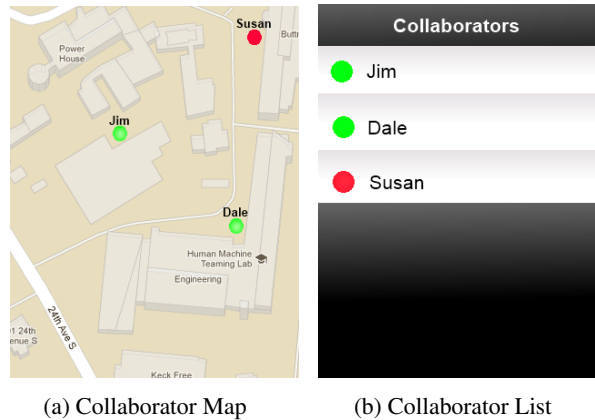 Susan
Power
House
Buttr
Jim
Dale
Human Machine
Teaming Lab
Engineering
24th Ave S
01 24th
enue S
Keck Free
Collaborators
Jim
Dale
Susan
(a) Collaborator Map
(b) Collaborator List